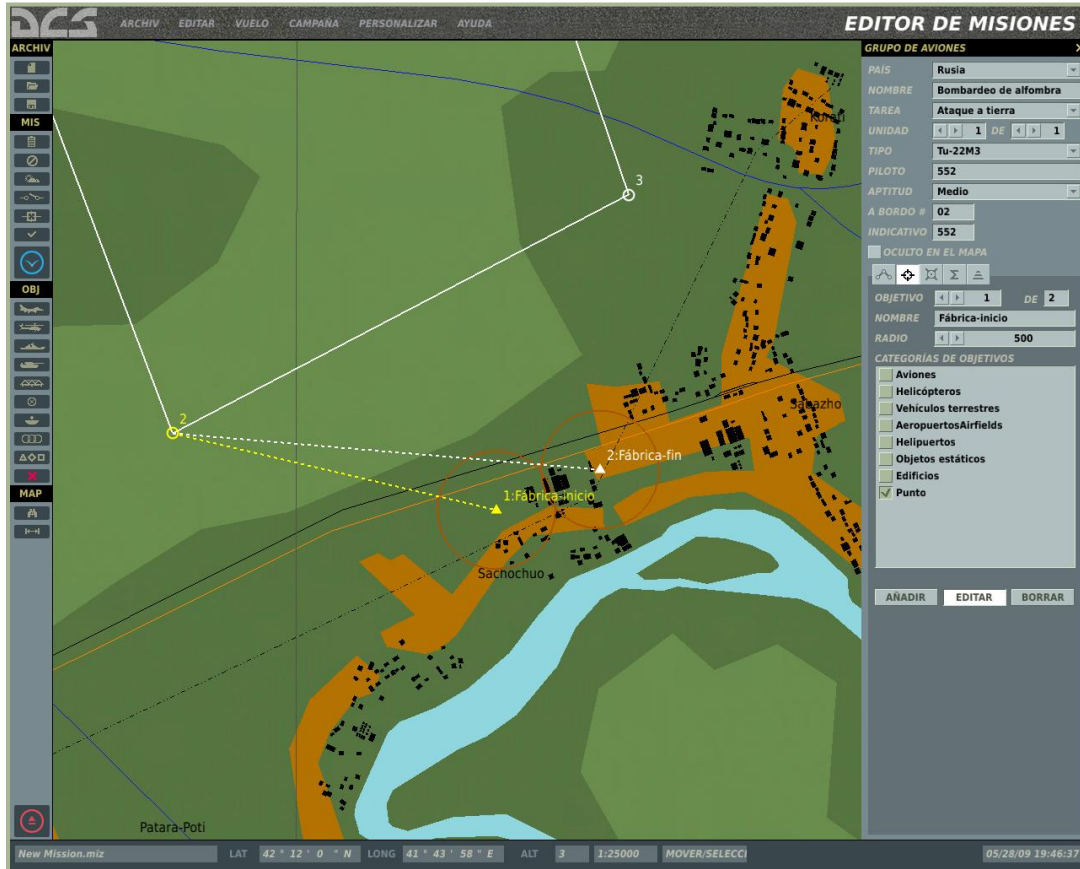 DCS ARCHIV EDITAR VUELO CAMPAÑA PERSONALIZAR AYUDA EDITOR DE MISIONES
ARCHIV
MIS
OBJ
MAP
3
2
Korati
Sabazho
2:Fábrica-fin
1:Fábrica-inicio
Sachochuo
Patara-Poti
GRUPO DE AVIONES
PAÍS Rusia
NOMBRE Bombardeo de alfombra
TAREA Ataque a tierra
UNIDAD 1 DE 1
TIPO Tu-22M3
PILOTO 552
APTITUD Medio
A BORDO # 02
INDICATIVO 552
OCULTO EN EL MAPA
OBJETIVO 1 DE 2
NOMBRE Fábrica-inicio
RADIO 500
CATEGORÍAS DE OBJETIVOS
Aviones
Helicópteros
Vehículos terrestres
AeropuertosAirfields
Helipuertos
Objetos estáticos
Edificios
Punto
AÑADIR EDITAR BORRAR
New Mission.miz LAT 42 ° 12 ' 0 " N LONG 41 ° 43 ' 58 " E ALT 3 1:25000 MOVER/SELECCI 05/28/09 19:46:37